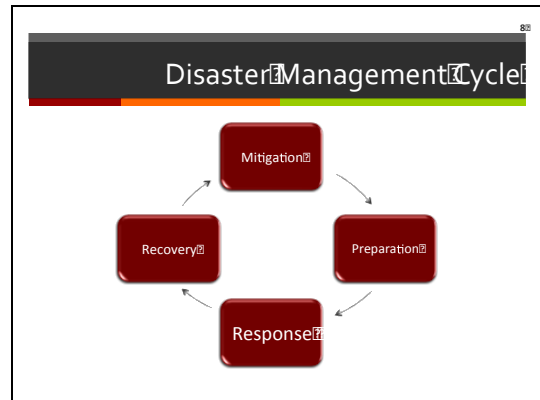 8⍰
Disaster⍰Management⍰Cycle⍰
Mitigation⍰
Recovery⍰
Preparation⍰
Response⍰